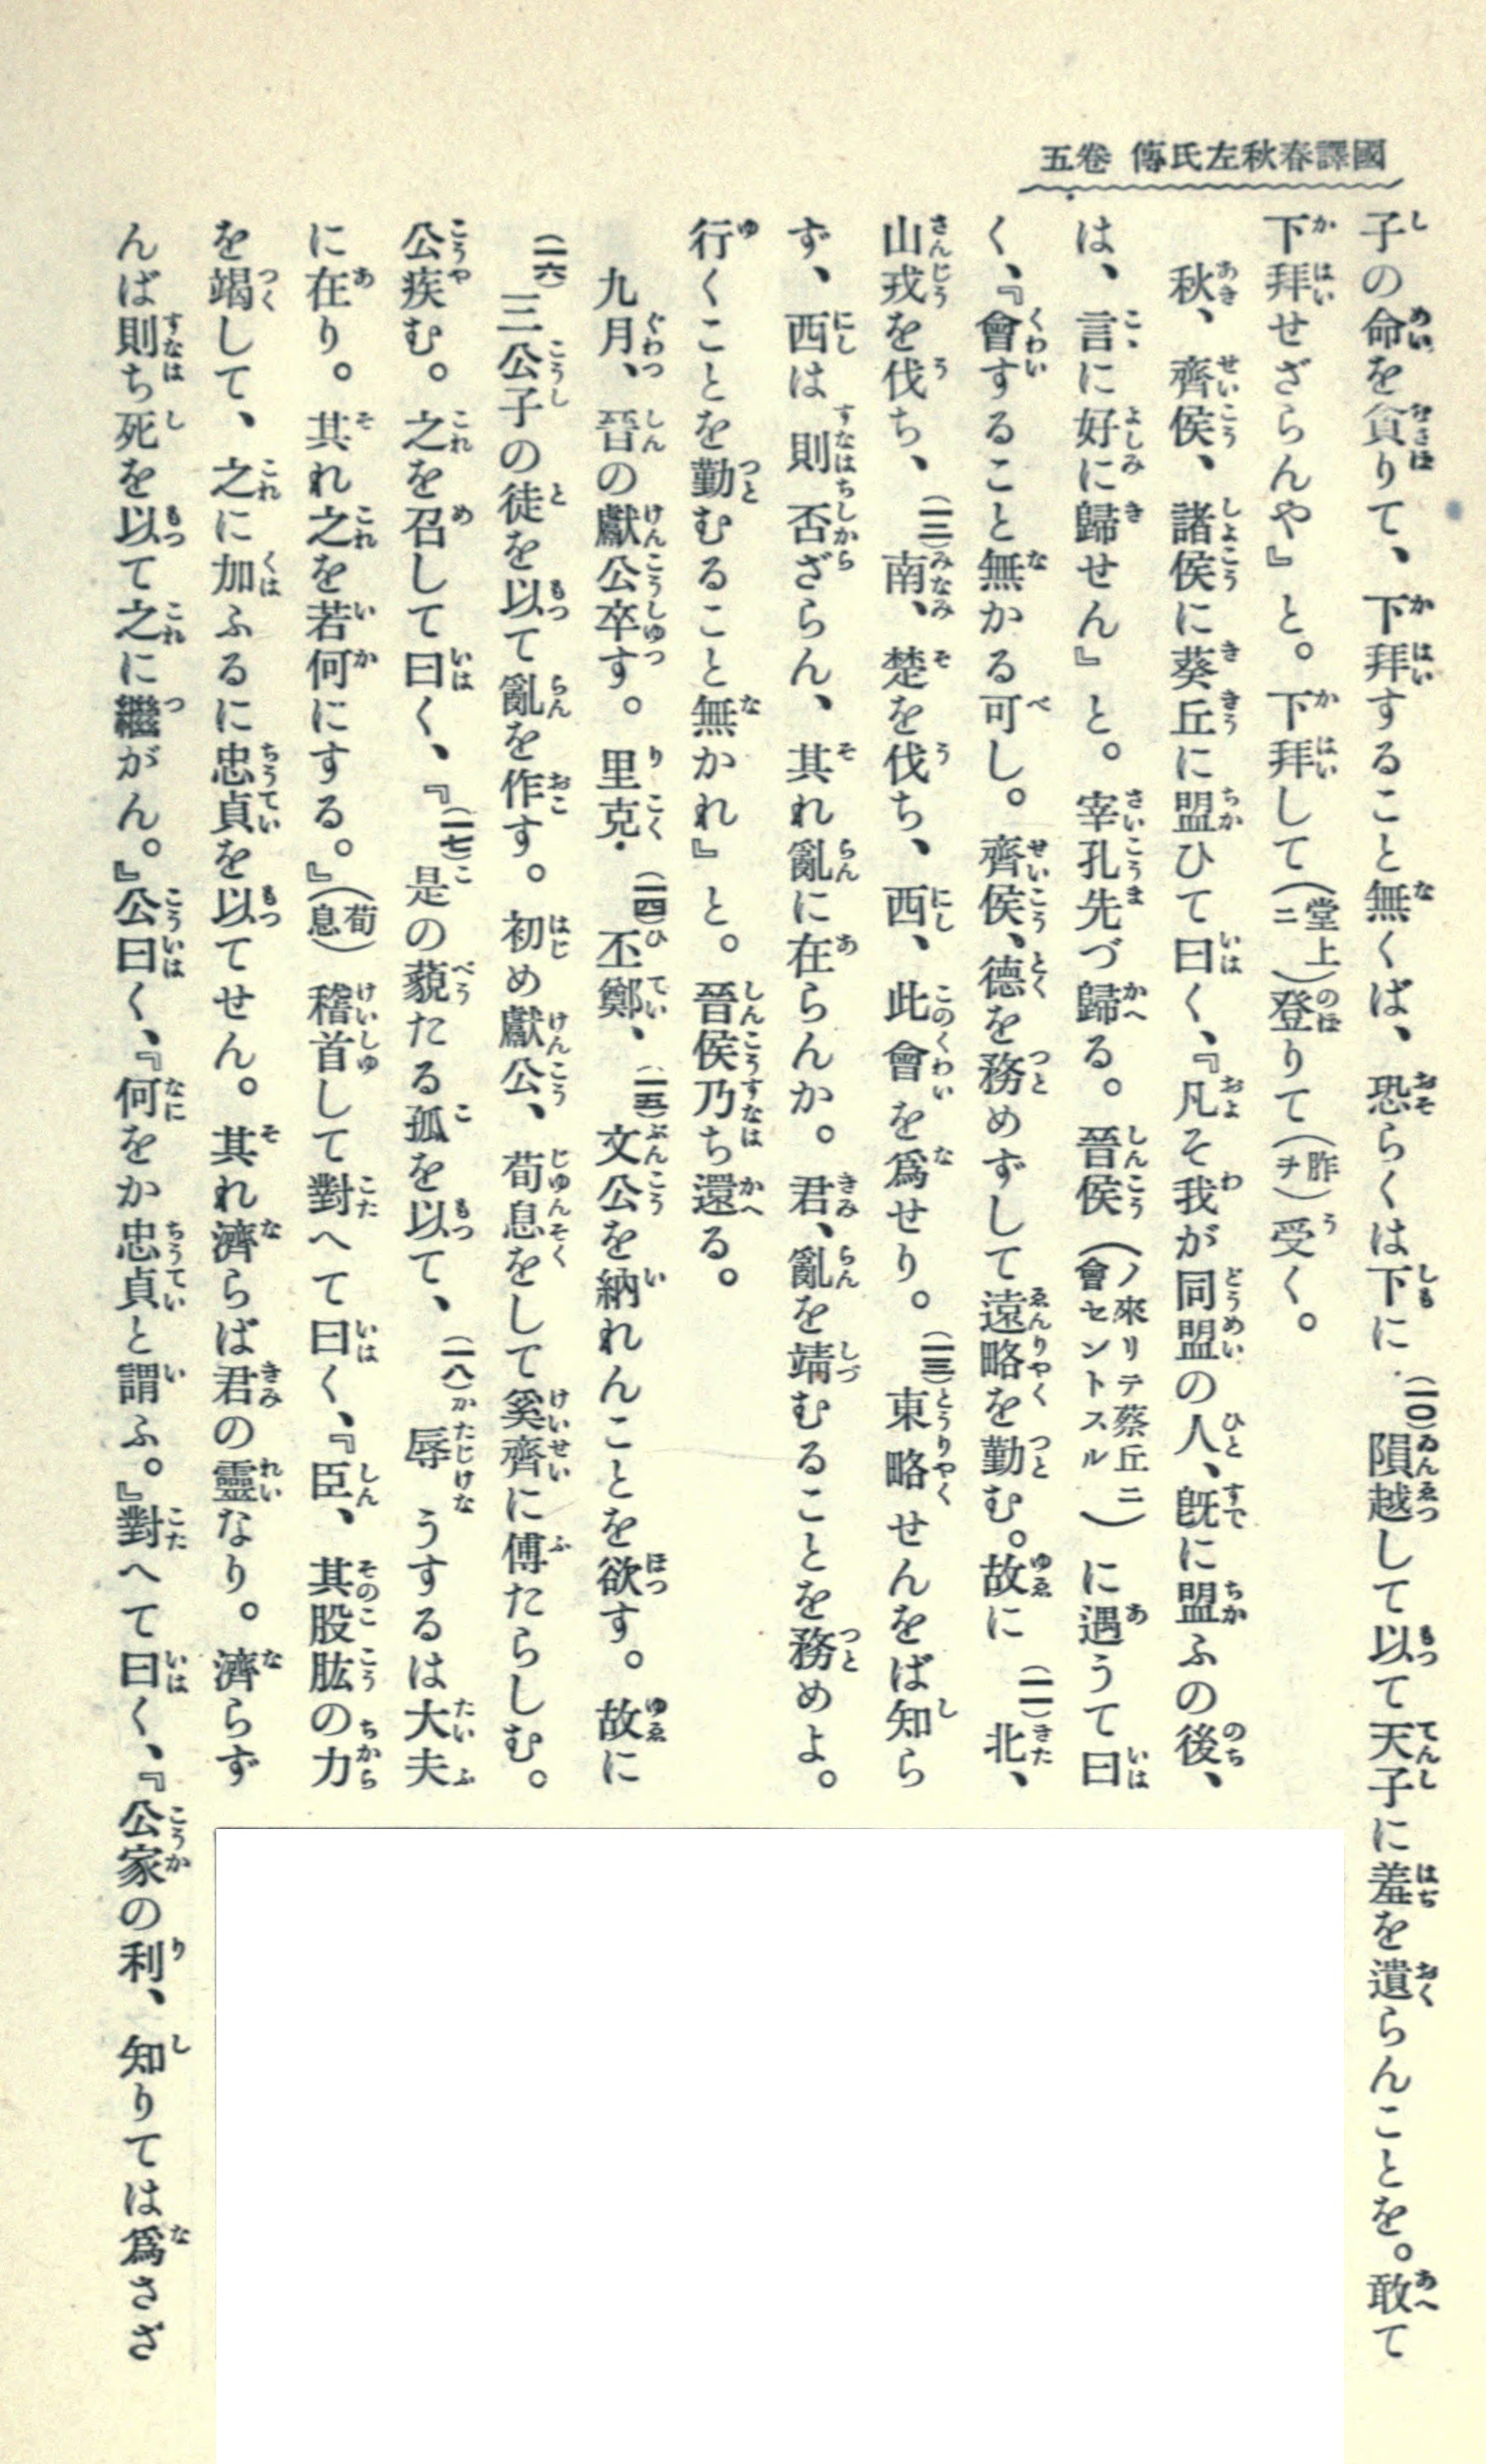 國譯春秋左氏傳 卷五
子の命を貪りて、下拜すること無くば、恐らくは下に(一〇)隕越して以て天子に羞を遺らんことを。敢て
下拜せざらんや』と。下拜して(堂上ニ)登りて(胙ヲ)受く。
秋、齊侯、諸侯に葵丘に盟ひて曰く、『凡そ我が同盟の人、既に盟ふの後、
は、言に好に歸せん』と。宰孔先づ歸る。晉侯(ノ來リテ蔡丘ニ會セントスル)に遇うて曰
く、『會すること無かる可し。齊侯、德を務めずして遠略を勤む。故に(一一)北、
山戎を伐ち、(一二)南、楚を伐ち、西、此會を爲せり。(一三)東略せんをば知ら
ず、西は則否ざらん、其れ亂に在らんか。君、亂を靖むることを務めよ。
行くことを勤むること無かれ』と。晉侯乃ち還る。
九月、晉の獻公卒す。里克・(一四)丕鄭、(一五)文公を納れんことを欲す。故に
(一六)三公子の徒を以て亂を作す。初め獻公、荀息をして奚齊に傅たらしむ。
公疾む。之を召して曰く、『(一七)是の藐たる孤を以て、(一八)辱うするは大夫
に在り。其れ之を若何にする。』(荀息)稽首して對へて曰く、『臣、其股肱の力
を竭して、之に加ふるに忠貞を以てせん。其れ濟らば君の靈なり。濟らず
んば則ち死を以て之に繼がん。』公曰く、『何をか忠貞と謂ふ。』對へて曰く、『公家の利、知りては爲さざ